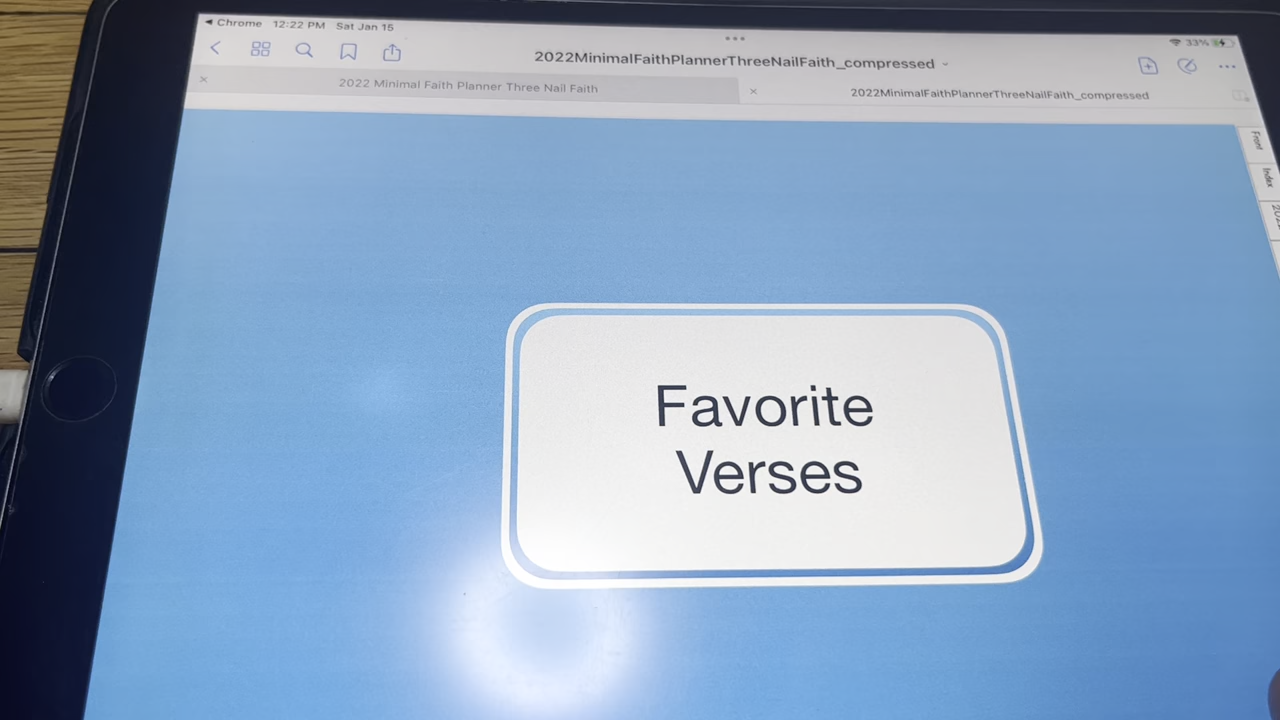 Chrome 12:22 PM Sat Jan 15
33%
2022MinimalFaithPlannerThreeNailFaith_compressed
2022 Minimal Faith Planner Three Nail Faith
2022MinimalFaithPlannerThreeNailFaith_compressed
Front
Index
Favorite
Verses